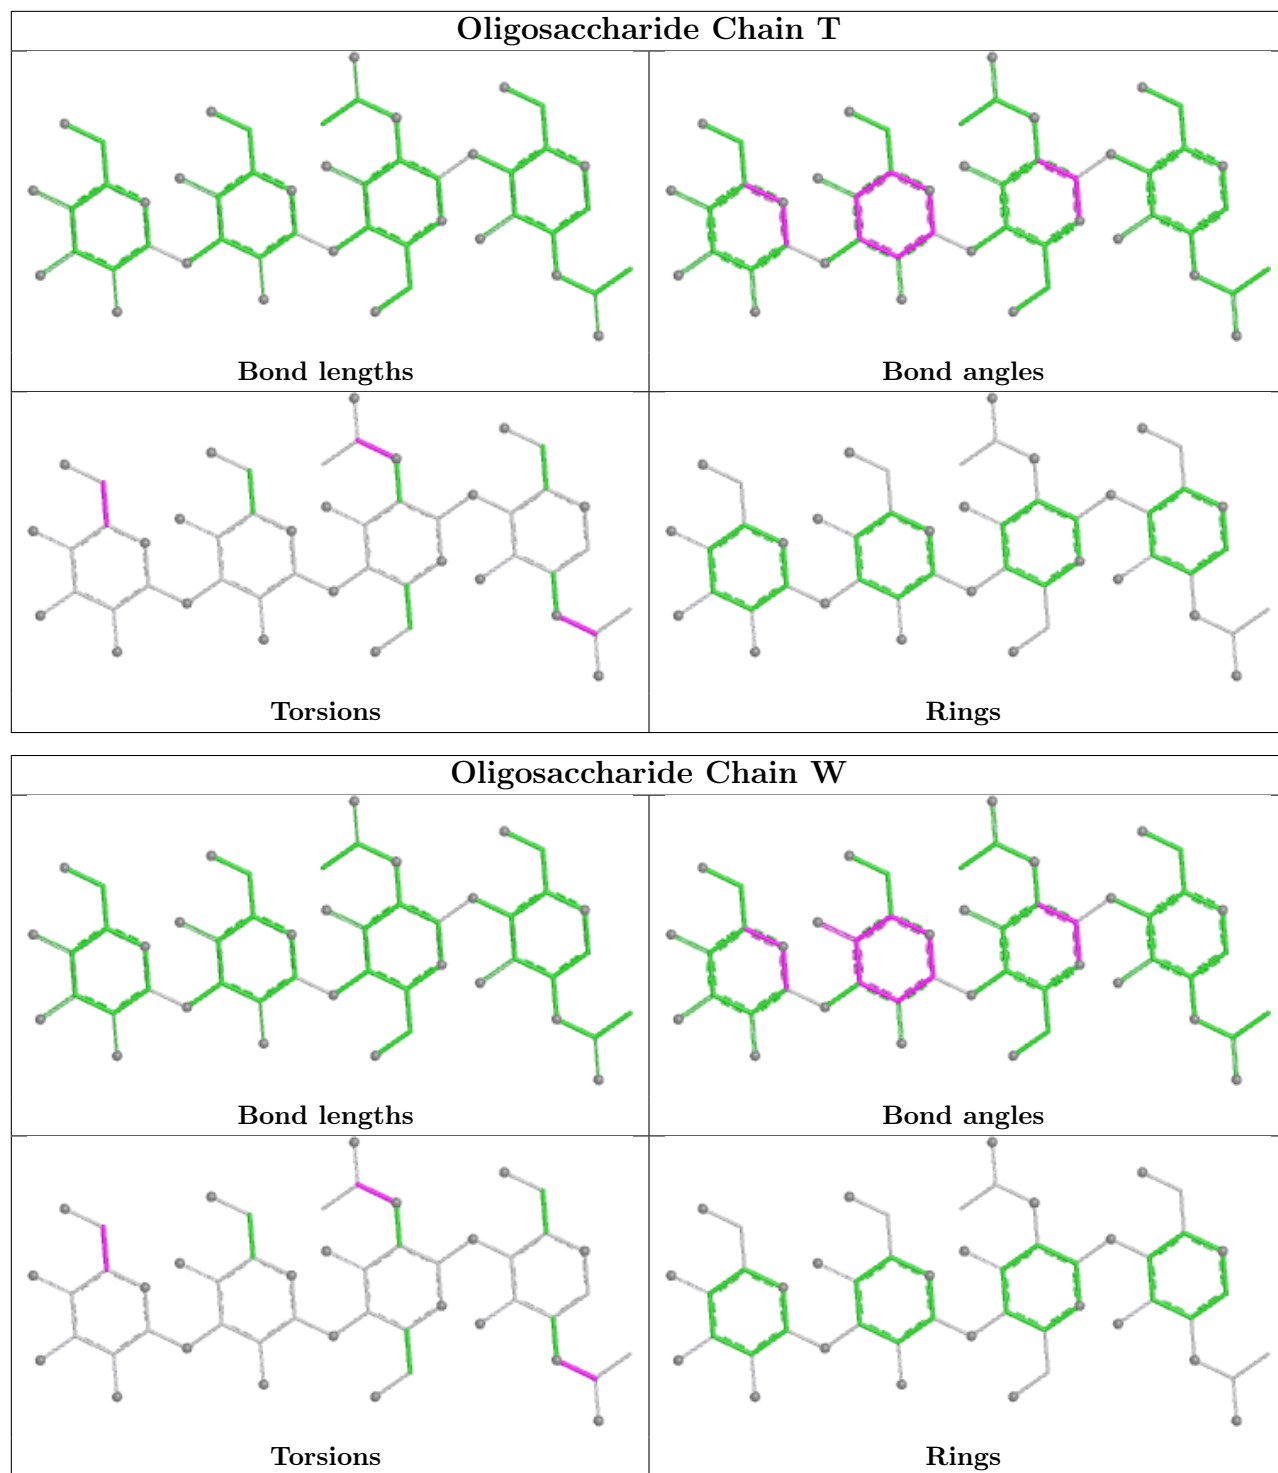 Oligosaccharide Chain T
Bond lengths
Bond angles
Torsions
Rings
Oligosaccharide Chain W
Bond lengths
Bond angles
Torsions
Rings